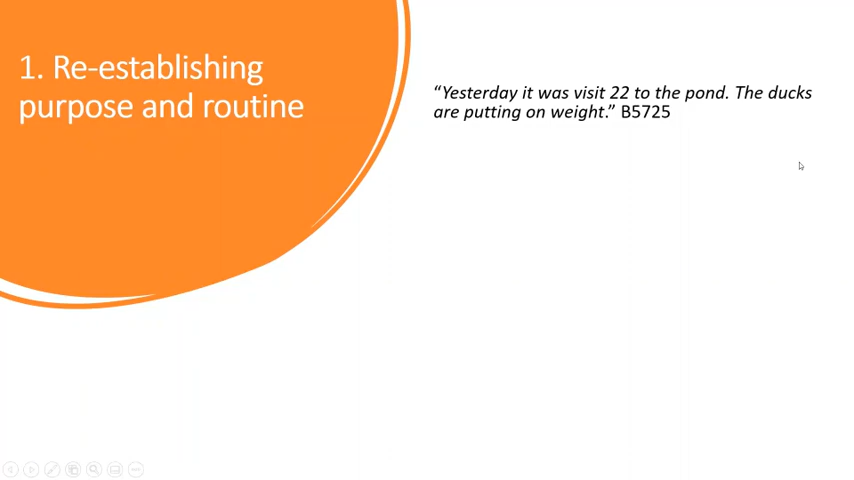 1. Re-establishing
purpose and routine
“Yesterday it was visit 22 to the pond. The ducks
are putting on weight.” B5725